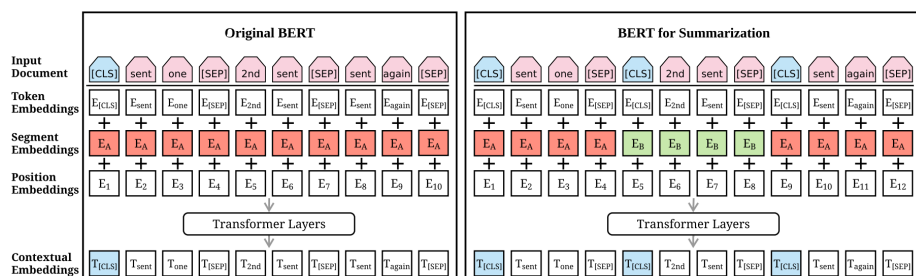 Original BERT
BERT for Summarization
Input Document
[CLS] sent one [SEP] 2nd sent [SEP] sent again [SEP]
[CLS] sent one [SEP] [CLS] 2nd sent [SEP] [CLS] sent again [SEP]
Token Embeddings
E[CLS] Esent Eone E[SEP] E2nd Esent E[SEP] Esent Eagain E[SEP]
E[CLS] Esent Eone E[SEP] E[CLS] E2nd Esent E[SEP] E[CLS] Esent Eagain E[SEP]
+ + + + + + + + + +
+ + + + + + + + + + + +
Segment Embeddings
EA EA EA EA EA EA EA EA EA EA
EA EA EA EA EB EB EB EB EA EA EA EA
+ + + + + + + + + +
+ + + + + + + + + + + +
Position Embeddings
E1 E2 E3 E4 E5 E6 E7 E8 E9 E10
E1 E2 E3 E4 E5 E6 E7 E8 E9 E10 E11 E12
Transformer Layers
Transformer Layers
Contextual Embeddings
T[CLS] Tsent Tone T[SEP] T2nd Tsent T[SEP] Tsent Tagain T[SEP]
T[CLS] Tsent Tone T[SEP] T[CLS] T2nd Tsent T[SEP] T[CLS] Tsent Tagain T[SEP]